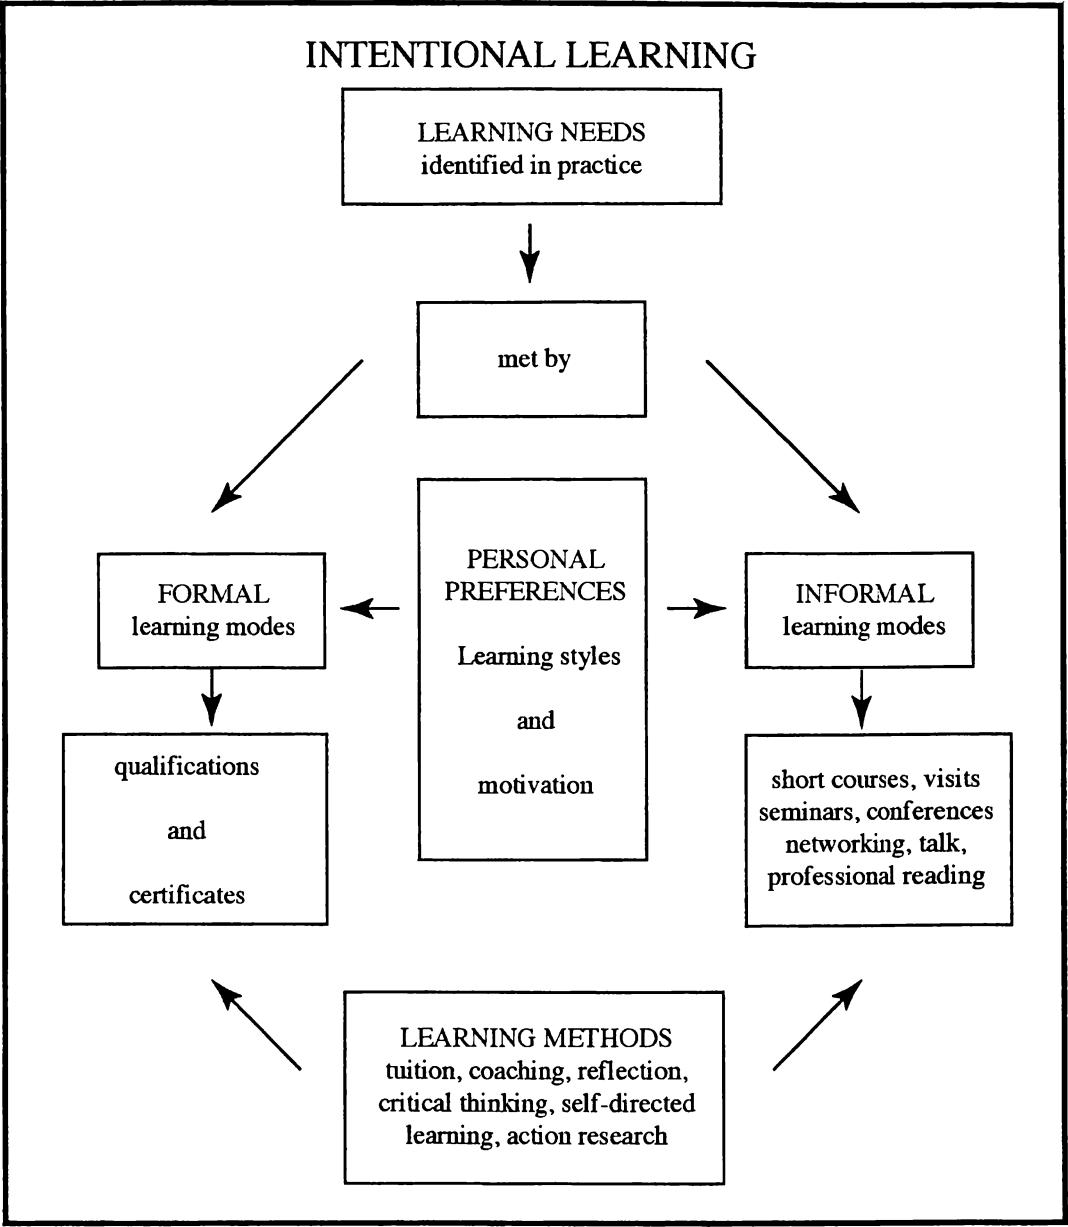 INTENTIONAL LEARNING
LEARNING NEEDS
identified in practice
met by
FORMAL
learning modes
PERSONAL
PREFERENCES
Learning styles
and
motivation
INFORMAL
learning modes
qualifications
and
certificates
short courses, visits
seminars, conferences
networking, talk,
professional reading
LEARNING METHODS
tuition, coaching, reflection,
critical thinking, self-directed
learning, action research